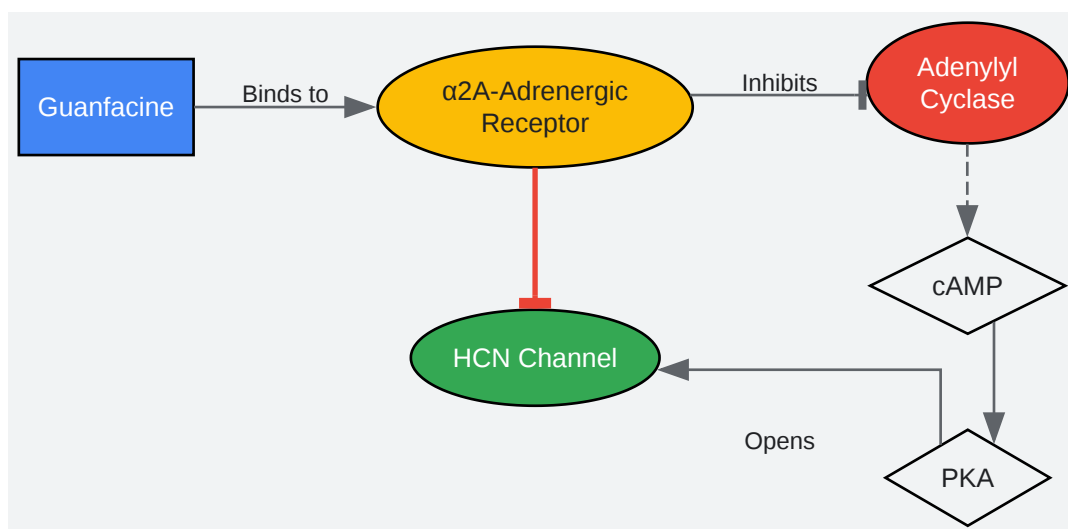 Guanfacine
Binds to
α2A-Adrenergic
Receptor
Inhibits
Adenylyl
Cyclase
cAMP
HCN Channel
Opens
PKA